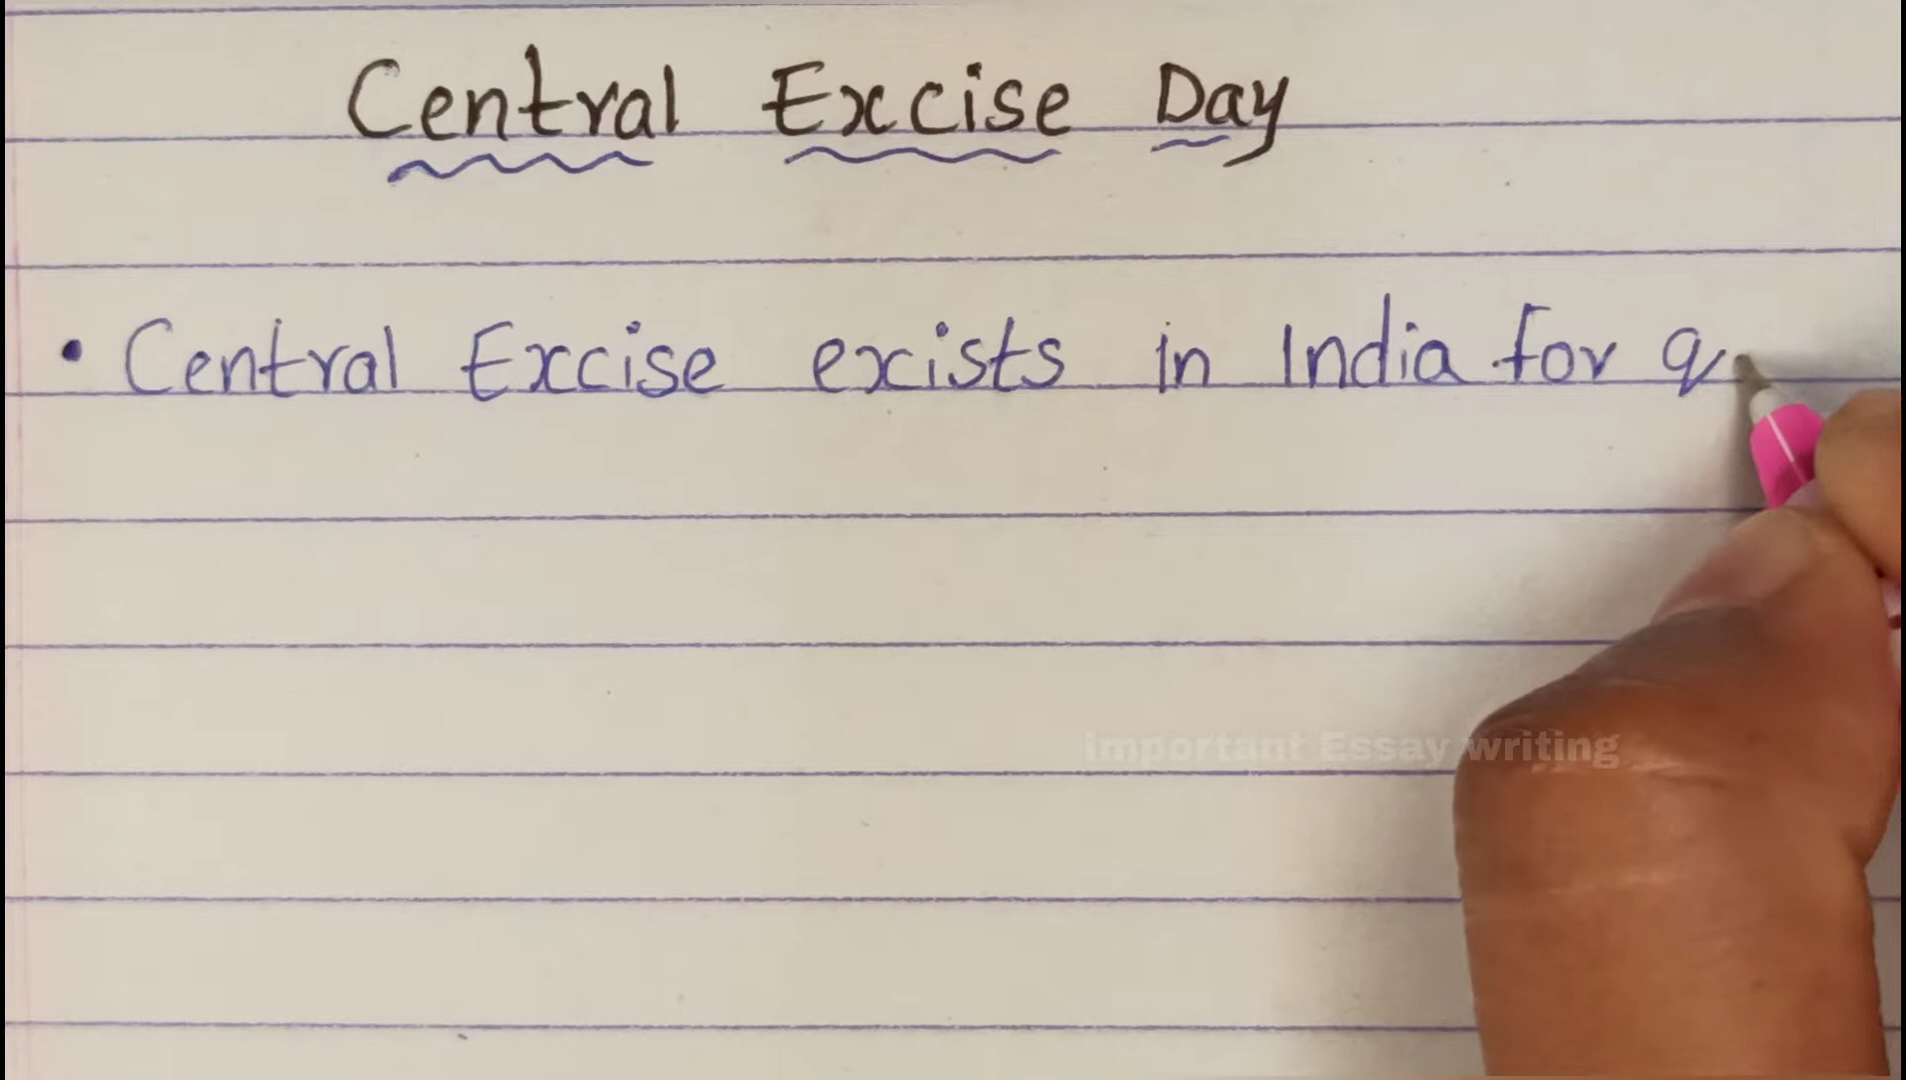 Central Excise Day
• Central Excise exists in India for
important Essay writing